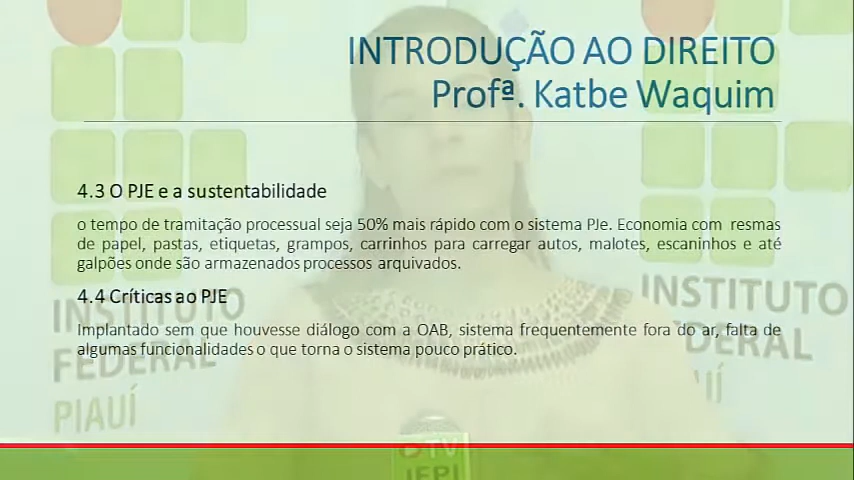 INTRODUÇÃO AO DIREITO
Profª. Katbe Waquim
4.3 O PJE e a sustentabilidade
o tempo de tramitação processual seja 50% mais rápido com o sistema PJe. Economia com resmas
de papel, pastas, etiquetas, grampos, carrinhos para carregar autos, malotes, escaninhos e até
galpões onde são armazenados processos arquivados.
4.4 Críticas ao PJE
Implantado sem que houvesse diálogo com a OAB, sistema frequentemente fora do ar, falta de
algumas funcionalidades o que torna o sistema pouco prático.
INSTITUTO
FEDERAL
PIAUÍ
INSTITUTO
DERAL
UÍ
TV
IFPI